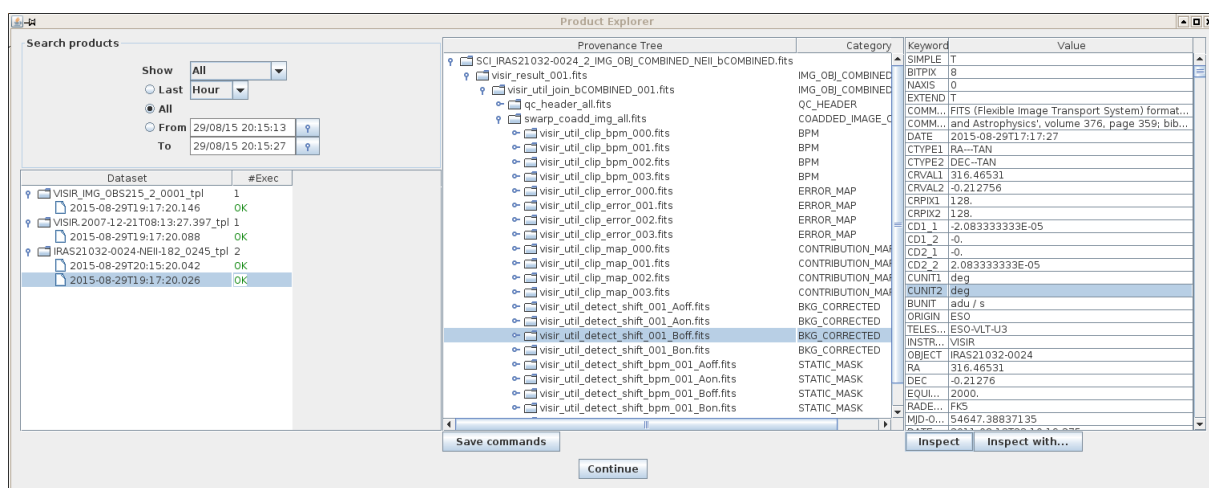 Product Explorer
Search products
Show All
Last Hour
All
From 29/08/15 20:15:13
To 29/08/15 20:15:27
Dataset #Exec
VISIR_IMG_OBS215_2_0001_tpl 1
2015-08-29T19:17:20.146 OK
VISIR.2007-12-21T08:13:27.397_tpl 1
2015-08-29T19:17:20.088 OK
IRAS21032-0024-NEII-182_0245_tpl 2
2015-08-29T20:15:20.042 OK
2015-08-29T19:17:20.026 OK
Provenance Tree Category
SCI_IRAS21032-0024_2_IMG_OBJ_COMBINED_NEII_bCOMBINED.fits
visir_result_001.fits IMG_OBJ_COMBINED
visir_util_join_bCOMBINED_001.fits IMG_OBJ_COMBINED
qc_header_all.fits QC_HEADER
swarp_coadd_img_all.fits COADDED_IMAGE_C
visir_util_clip_bpm_000.fits BPM
visir_util_clip_bpm_001.fits BPM
visir_util_clip_bpm_002.fits BPM
visir_util_clip_bpm_003.fits BPM
visir_util_clip_error_000.fits ERROR_MAP
visir_util_clip_error_001.fits ERROR_MAP
visir_util_clip_error_002.fits ERROR_MAP
visir_util_clip_error_003.fits ERROR_MAP
visir_util_clip_map_000.fits CONTRIBUTION_MAP
visir_util_clip_map_001.fits CONTRIBUTION_MAP
visir_util_clip_map_002.fits CONTRIBUTION_MAP
visir_util_clip_map_003.fits CONTRIBUTION_MAP
visir_util_detect_shift_001_Aoff.fits BKG_CORRECTED
visir_util_detect_shift_001_Aon.fits BKG_CORRECTED
visir_util_detect_shift_001_Boff.fits BKG_CORRECTED
visir_util_detect_shift_001_Bon.fits BKG_CORRECTED
visir_util_detect_shift_bpm_001_Aoff.fits STATIC_MASK
visir_util_detect_shift_bpm_001_Aon.fits STATIC_MASK
visir_util_detect_shift_bpm_001_Boff.fits STATIC_MASK
visir_util_detect_shift_bpm_001_Bon.fits STATIC_MASK
Save commands
Keyword Value
SIMPLE T
BITPIX 8
NAXIS 0
EXTEND T
COMM... FITS (Flexible Image Transport System) format...
COMM... and Astrophysics', volume 376, page 359; bib...
DATE 2015-08-29T17:17:27
CTYPE1 RA---TAN
CTYPE2 DEC--TAN
CRVAL1 316.46531
CRVAL2 -0.212756
CRPIX1 128.
CRPIX2 128.
CD1_1 -2.083333333E-05
CD1_2 -0.
CD2_1 -0.
CD2_2 2.083333333E-05
CUNIT1 deg
CUNIT2 deg
BUNIT adu / s
ORIGIN ESO
TELES... ESO-VLT-U3
INSTR... VISIR
OBJECT IRAS21032-0024
RA 316.46531
DEC -0.21276
EQUI... 2000.
RADE... FK5
MJD-O... 54647.38837135
Inspect Inspect with...
Continue